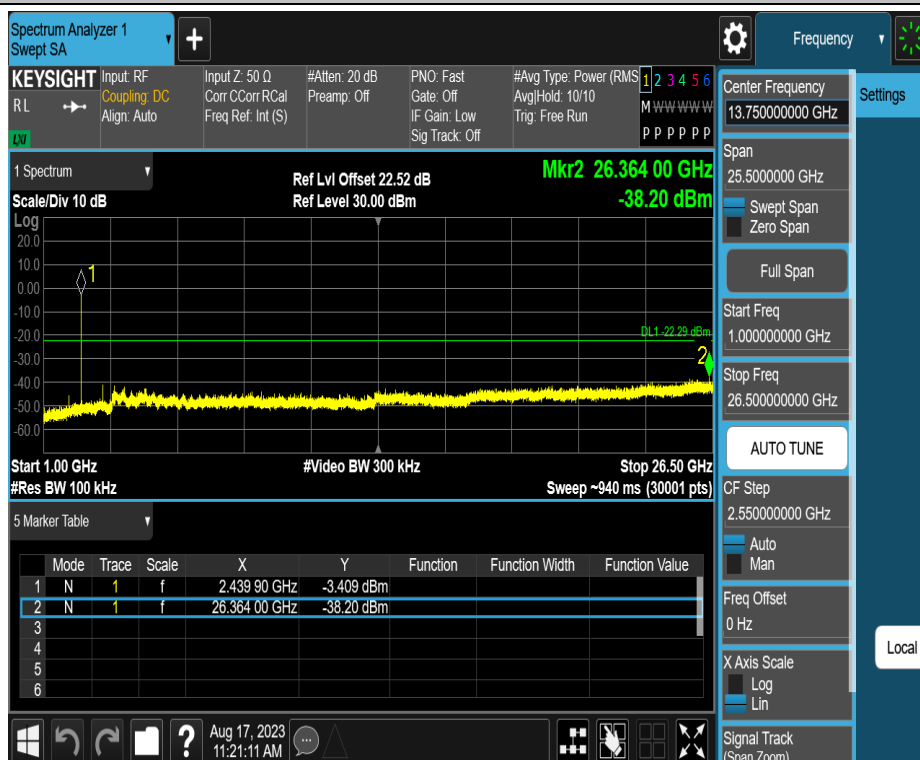 Spectrum Analyzer 1
Swept SA
+
Frequency
KEYSIGHT
RL
LXI
Input: RF
Coupling: DC
Align: Auto
Input Z: 50 Ω
Corr CCorr RCal
Freq Ref: Int (S)
#Atten: 20 dB
Preamp: Off
PNO: Fast
Gate: Off
IF Gain: Low
Sig Track: Off
#Avg Type: Power (RMS
Avg|Hold: 10/10
Trig: Free Run
1 2 3 4 5 6
M W W W W W
P P P P P P
1 Spectrum
Scale/Div 10 dB
Ref Lvl Offset 22.52 dB
Ref Level 30.00 dBm
Mkr2 26.364 00 GHz
-38.20 dBm
Log
20.0
10.0
0.00
-10.0
-20.0
-30.0
-40.0
-50.0
-60.0
1
DL1 -22.29 dBm
2
Start 1.00 GHz
#Video BW 300 kHz
Stop 26.50 GHz
#Res BW 100 kHz
Sweep ~940 ms (30001 pts)
5 Marker Table
Mode Trace Scale X Y Function Function Width Function Value
1 N 1 f 2.439 90 GHz -3.409 dBm
2 N 1 f 26.364 00 GHz -38.20 dBm
3
4
5
6
?
Aug 17, 2023
11:21:11 AM
Center Frequency
13.750000000 GHz
Settings
Span
25.5000000 GHz
Swept Span
Zero Span
Full Span
Start Freq
1.000000000 GHz
Stop Freq
26.500000000 GHz
AUTO TUNE
CF Step
2.550000000 GHz
Auto
Man
Freq Offset
0 Hz
Local
X Axis Scale
Log
Lin
Signal Track
(Span Zoom)